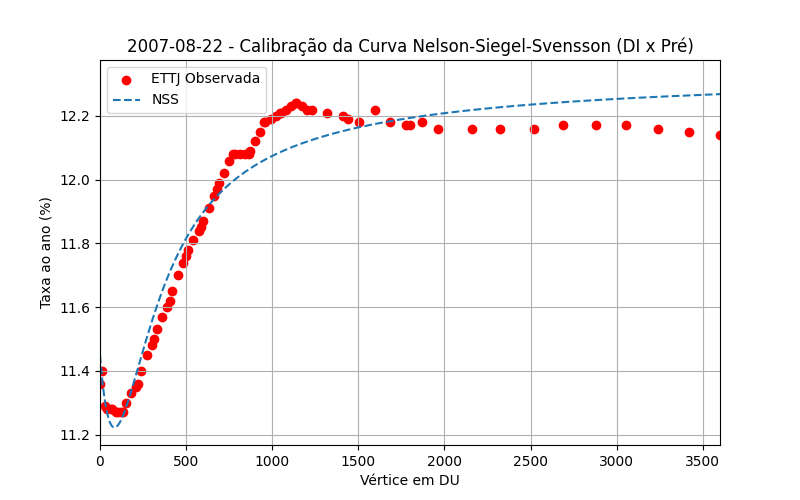 2007-08-22 - Calibração da Curva Nelson-Siegel-Svensson (DI x Pré)
ETTJ Observada
NSS
Taxa ao ano (%)
12.2
12.0
11.8
11.6
11.4
11.2
0 500 1000 1500 2000 2500 3000 3500
Vértice em DU